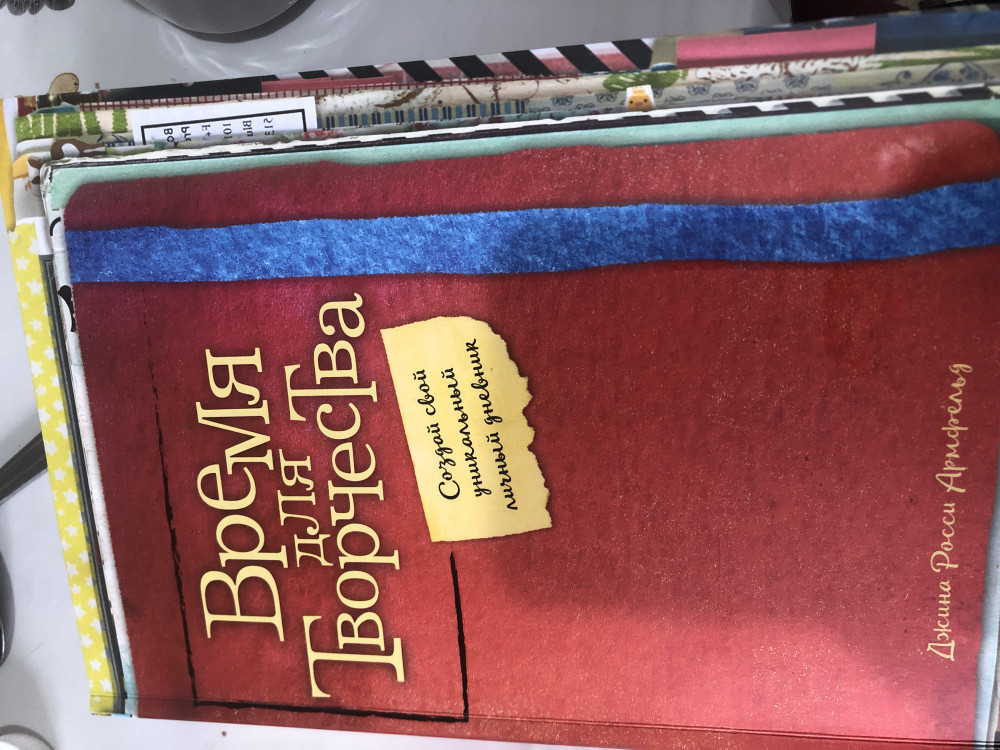 Время
для
Творчества
Создай свой
уникальный
личный дневник
Джина Росси Армфельд